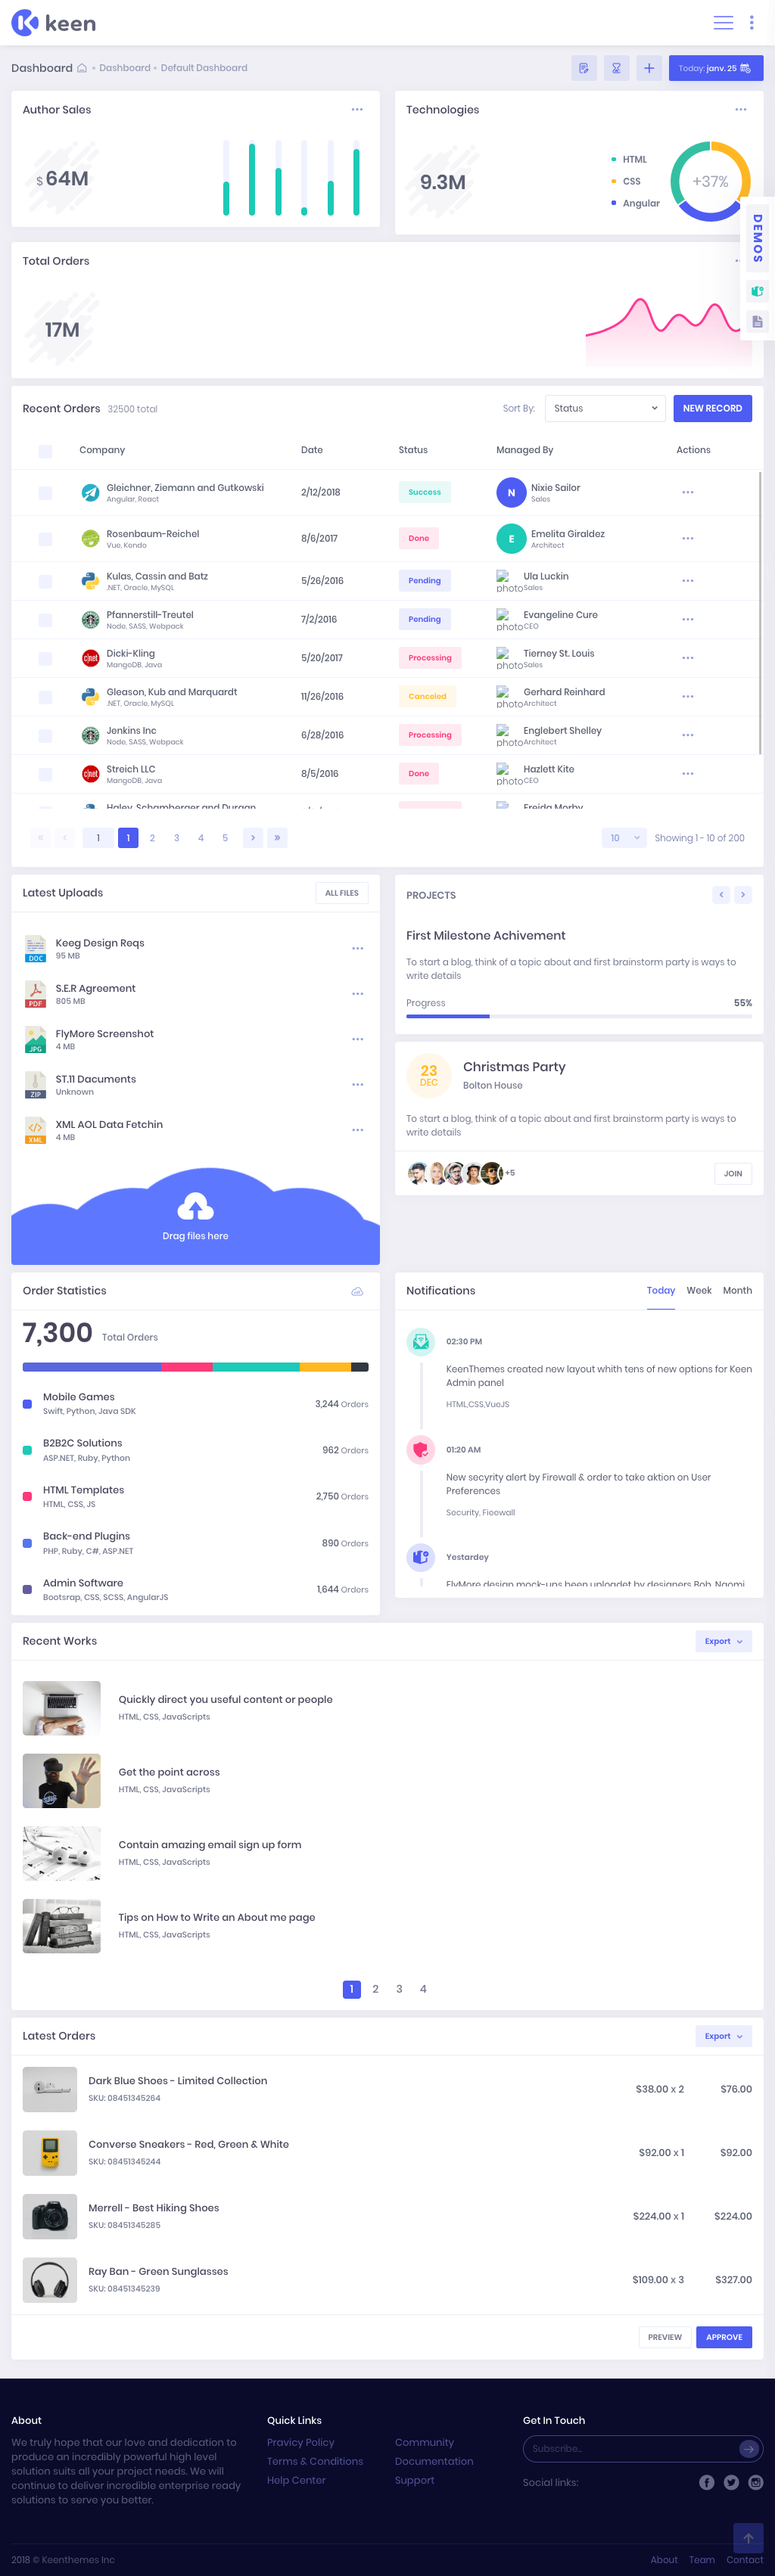 keen
Dashboard • Dashboard • Default Dashboard
Today: janv. 25
Author Sales
$ 64M
Technologies
9.3M
HTML
CSS
Angular
+37%
DEMOS
Total Orders
17M
Recent Orders 32500 total
Sort By: Status NEW RECORD
Company Date Status Managed By Actions
Gleichner, Ziemann and Gutkowski
Angular, React
2/12/2018
Success
N
Nixie Sailor
Sales
Rosenbaum-Reichel
Vue, Kendo
8/6/2017
Done
E
Emelita Giraldez
Architect
Kulas, Cassin and Batz
.NET, Oracle, MySQL
5/26/2016
Pending
photo
Ula Luckin
Sales
Pfannerstill-Treutel
Node, SASS, Webpack
7/2/2016
Pending
photo
Evangeline Cure
CEO
Dicki-Kling
MangoDB, Java
5/20/2017
Processing
photo
Tierney St. Louis
Sales
Gleason, Kub and Marquardt
.NET, Oracle, MySQL
11/26/2016
Canceled
photo
Gerhard Reinhard
Architect
Jenkins Inc
Node, SASS, Webpack
6/28/2016
Processing
photo
Englebert Shelley
Architect
Streich LLC
MangoDB, Java
8/5/2016
Done
photo
Hazlett Kite
CEO
Haley, Schamberger and Durgan
Freida Morby
« ‹ 1 1 2 3 4 5 › »
10 Showing 1 - 10 of 200
Latest Uploads
ALL FILES
DOC
Keeg Design Reqs
95 MB
PDF
S.E.R Agreement
805 MB
JPG
FlyMore Screenshot
4 MB
ZIP
ST.11 Dacuments
Unknown
XML
XML AOL Data Fetchin
4 MB
Drag files here
PROJECTS
First Milestone Achivement
To start a blog, think of a topic about and first brainstorm party is ways to
write details
Progress 55%
23
DEC
Christmas Party
Bolton House
To start a blog, think of a topic about and first brainstorm party is ways to
write details
+5
JOIN
Order Statistics
7,300 Total Orders
Mobile Games
Swift, Python, Java SDK
3,244 Orders
B2B2C Solutions
ASP.NET, Ruby, Python
962 Orders
HTML Templates
HTML, CSS, JS
2,750 Orders
Back-end Plugins
PHP, Ruby, C#, ASP.NET
890 Orders
Admin Software
Bootsrap, CSS, SCSS, AngularJS
1,644 Orders
Notifications
Today Week Month
02:30 PM
KeenThemes created new layout whith tens of new options for Keen
Admin panel
HTML,CSS,VueJS
01:20 AM
New secyrity alert by Firewall & order to take aktion on User
Preferences
Security, Fieewall
Yestardey
FlyMore design mock-ups been uploadet by designers Bob, Naomi,
Recent Works
Export
Quickly direct you useful content or people
HTML, CSS, JavaScripts
Get the point across
HTML, CSS, JavaScripts
Contain amazing email sign up form
HTML, CSS, JavaScripts
Tips on How to Write an About me page
HTML, CSS, JavaScripts
1 2 3 4
Latest Orders
Export
Dark Blue Shoes - Limited Collection
SKU: 08451345264
$38.00 x 2 $76.00
Converse Sneakers - Red, Green & White
SKU: 08451345244
$92.00 x 1 $92.00
Merrell - Best Hiking Shoes
SKU: 08451345285
$224.00 x 1 $224.00
Ray Ban - Green Sunglasses
SKU: 08451345239
$109.00 x 3 $327.00
PREVIEW APPROVE
About
We truly hope that our love and dedication to
produce an incredibly powerful high level
solution suits all your project needs. We will
continue to deliver incredible enterprise ready
solutions to serve you better.
Quick Links
Pravicy Policy
Terms & Conditions
Help Center
Community
Documentation
Support
Get In Touch
Subscribe...
Social links:
2018 © Keenthemes Inc
About Team Contact